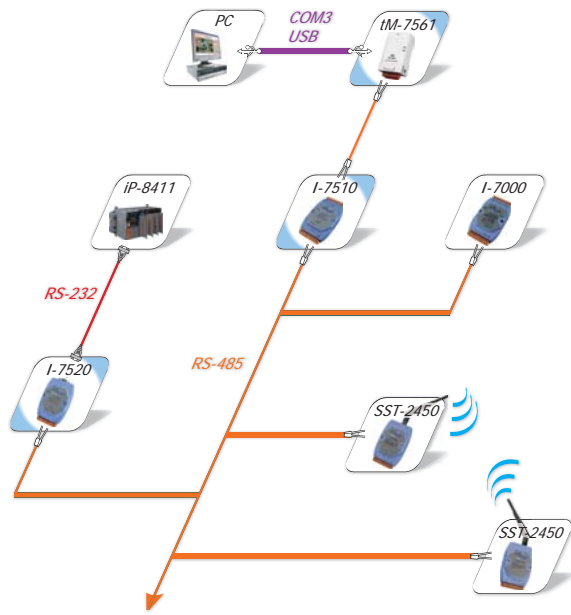 PC
COM3
USB
tM-7561
iP-8411
I-7510
I-7000
RS-232
RS-485
I-7520
SST-2450
SST-2450